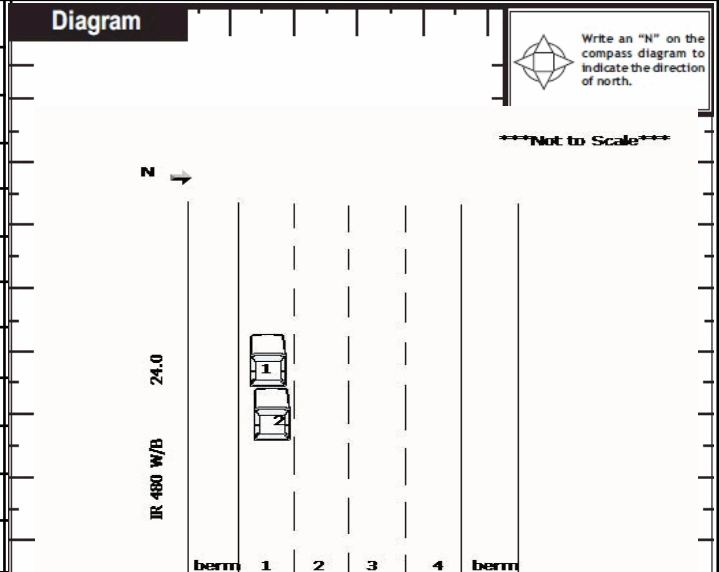 Diagram
Write an "N" on the
compass diagram to
indicate the direction
of north.
***Not to Scale***
N
24.0
1
2
IR 480 W/B
berm 1 2 3 4 berm